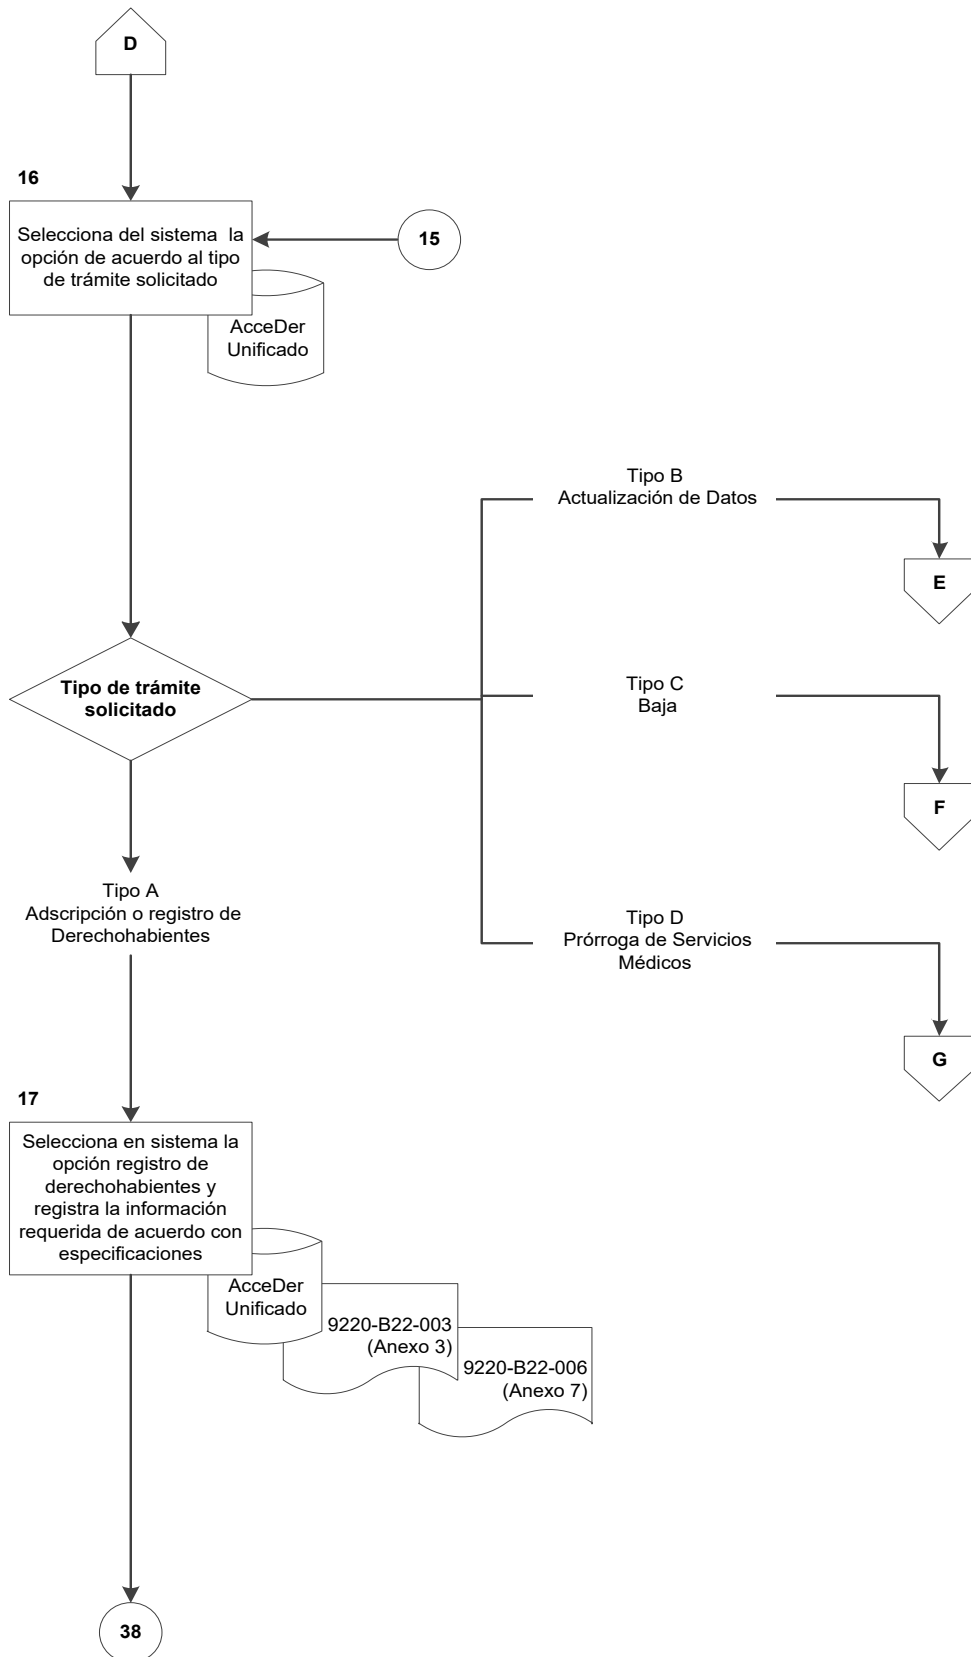 D
16
Selecciona del sistema la
opción de acuerdo al tipo
de trámite solicitado
15
AcceDer
Unificado
Tipo B
Actualización de Datos
E
Tipo de trámite
solicitado
Tipo C
Baja
F
Tipo A
Adscripción o registro de
Derechohabientes
Tipo D
Prórroga de Servicios
Médicos
G
17
Selecciona en sistema la
opción registro de
derechohabientes y
registra la información
requerida de acuerdo con
especificaciones
AcceDer
Unificado
9220-B22-003
(Anexo 3)
9220-B22-006
(Anexo 7)
38